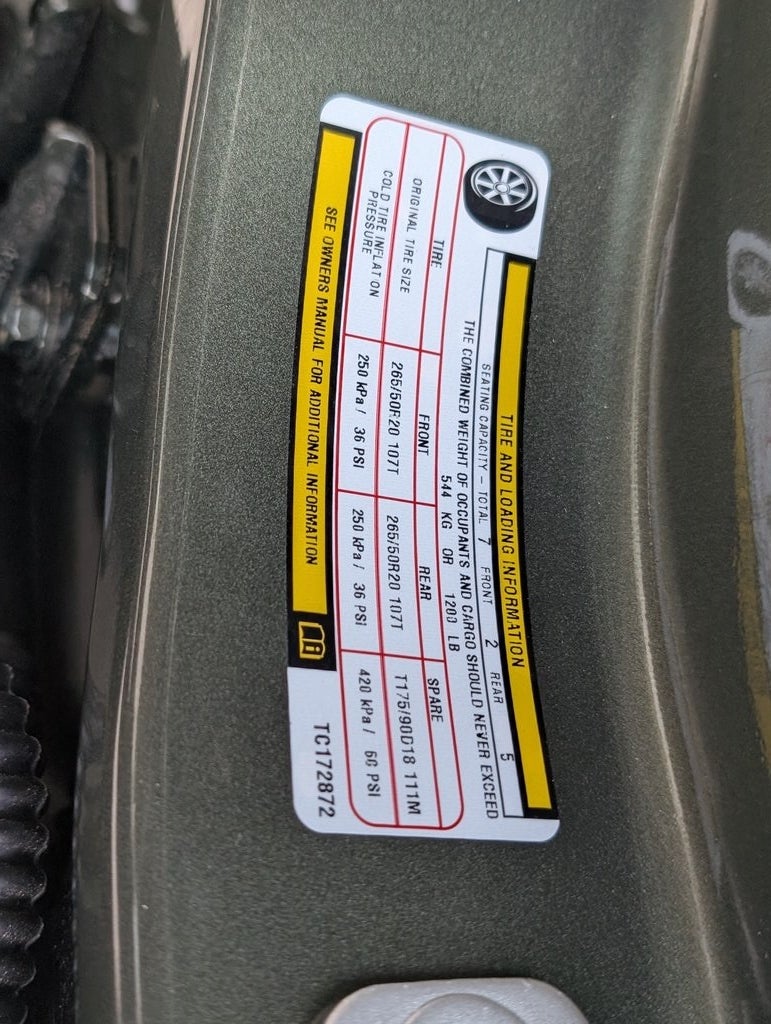 TIRE AND LOADING INFORMATION
SEATING CAPACITY – TOTAL 7 FRONT 2 REAR 5
THE COMBINED WEIGHT OF OCCUPANTS AND CARGO SHOULD NEVER EXCEED
544 KG OR 1200 LB
TIRE FRONT REAR SPARE
ORIGINAL TIRE SIZE 265/50R20 107T 265/50R20 107T T175/90D18 111M
COLD TIRE INFLATION
PRESSURE 250 kPa / 36 PSI 250 kPa / 36 PSI 420 kPa / 60 PSI
SEE OWNERS MANUAL FOR ADDITIONAL INFORMATION
TC172872